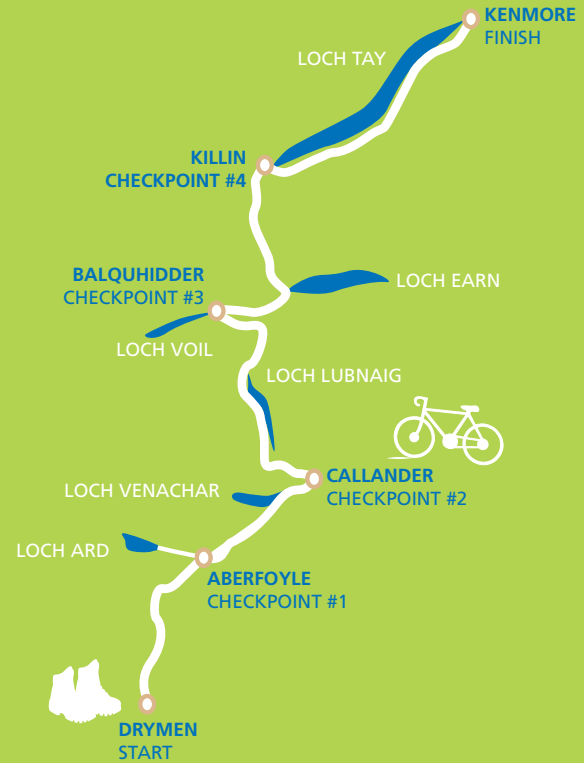 KENMORE
FINISH
LOCH TAY
KILLIN
CHECKPOINT #4
BALQUHIDDER
CHECKPOINT #3
LOCH EARN
LOCH VOIL
LOCH LUBNAIG
CALLANDER
CHECKPOINT #2
LOCH VENACHAR
LOCH ARD
ABERFOYLE
CHECKPOINT #1
DRYMEN
START